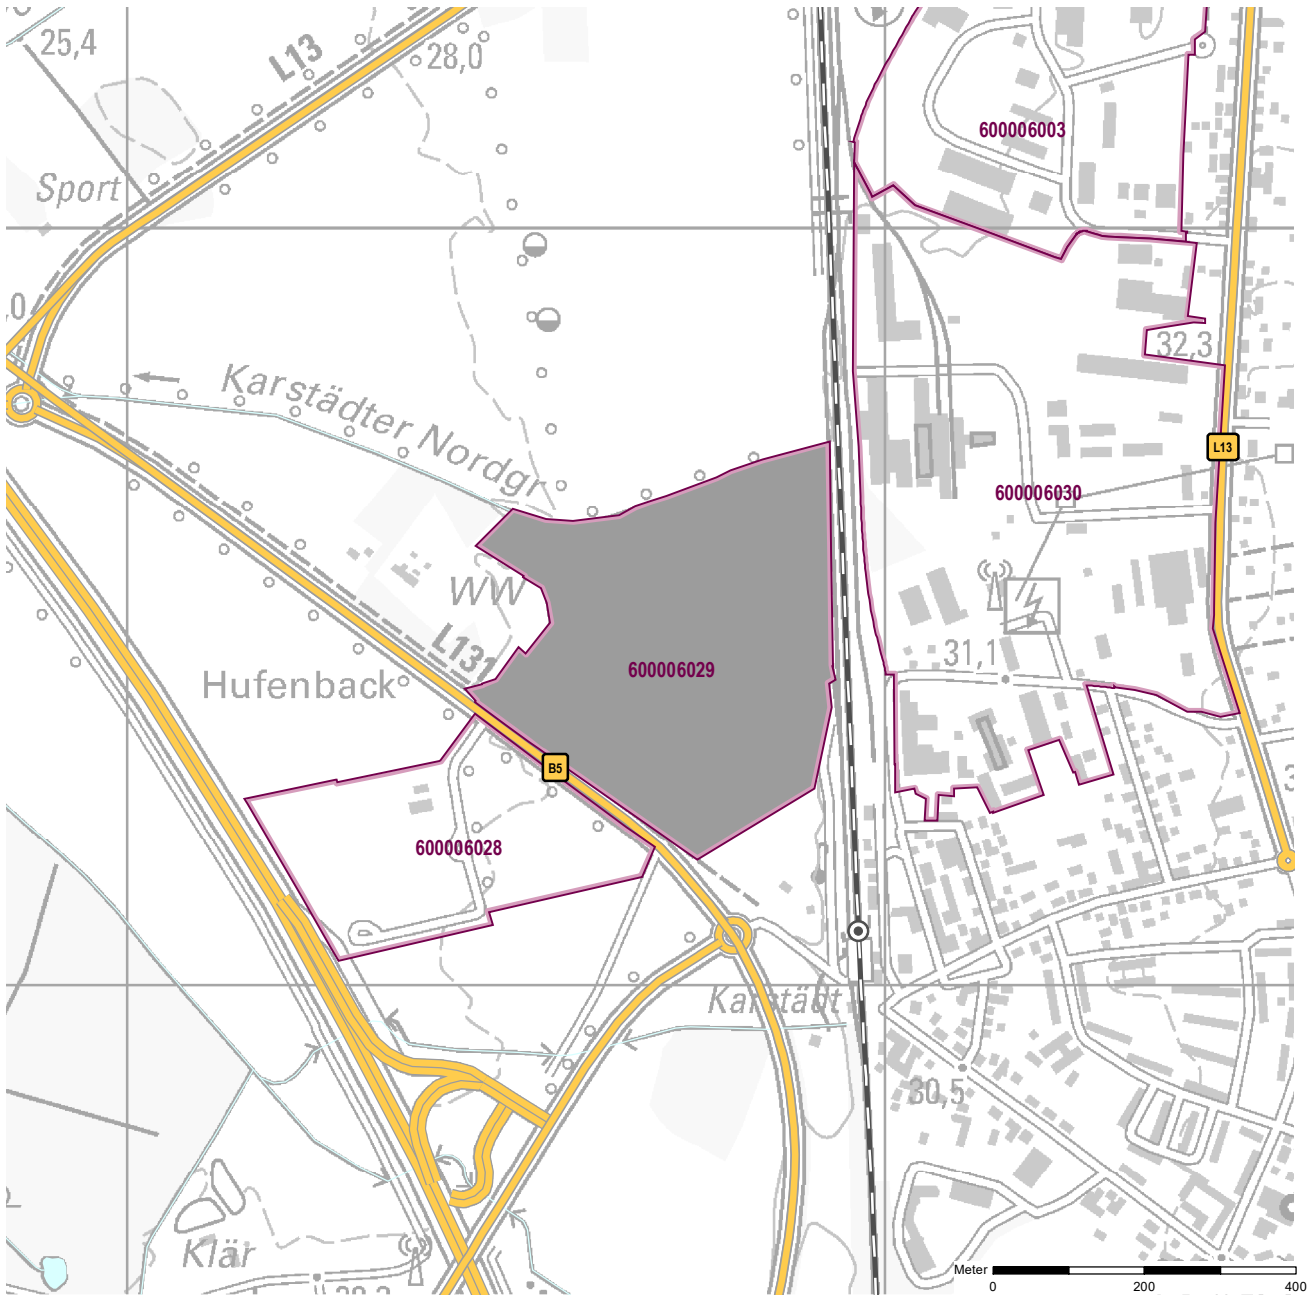 25,4
L13
28,0
Sport
600006003
32,3
Karstädter Nordgr
L13
600006030
WW
L131
31,1
Hufenback
600006029
B5
600006028
Karstädt
30,5
Klär
Meter
0
200
400